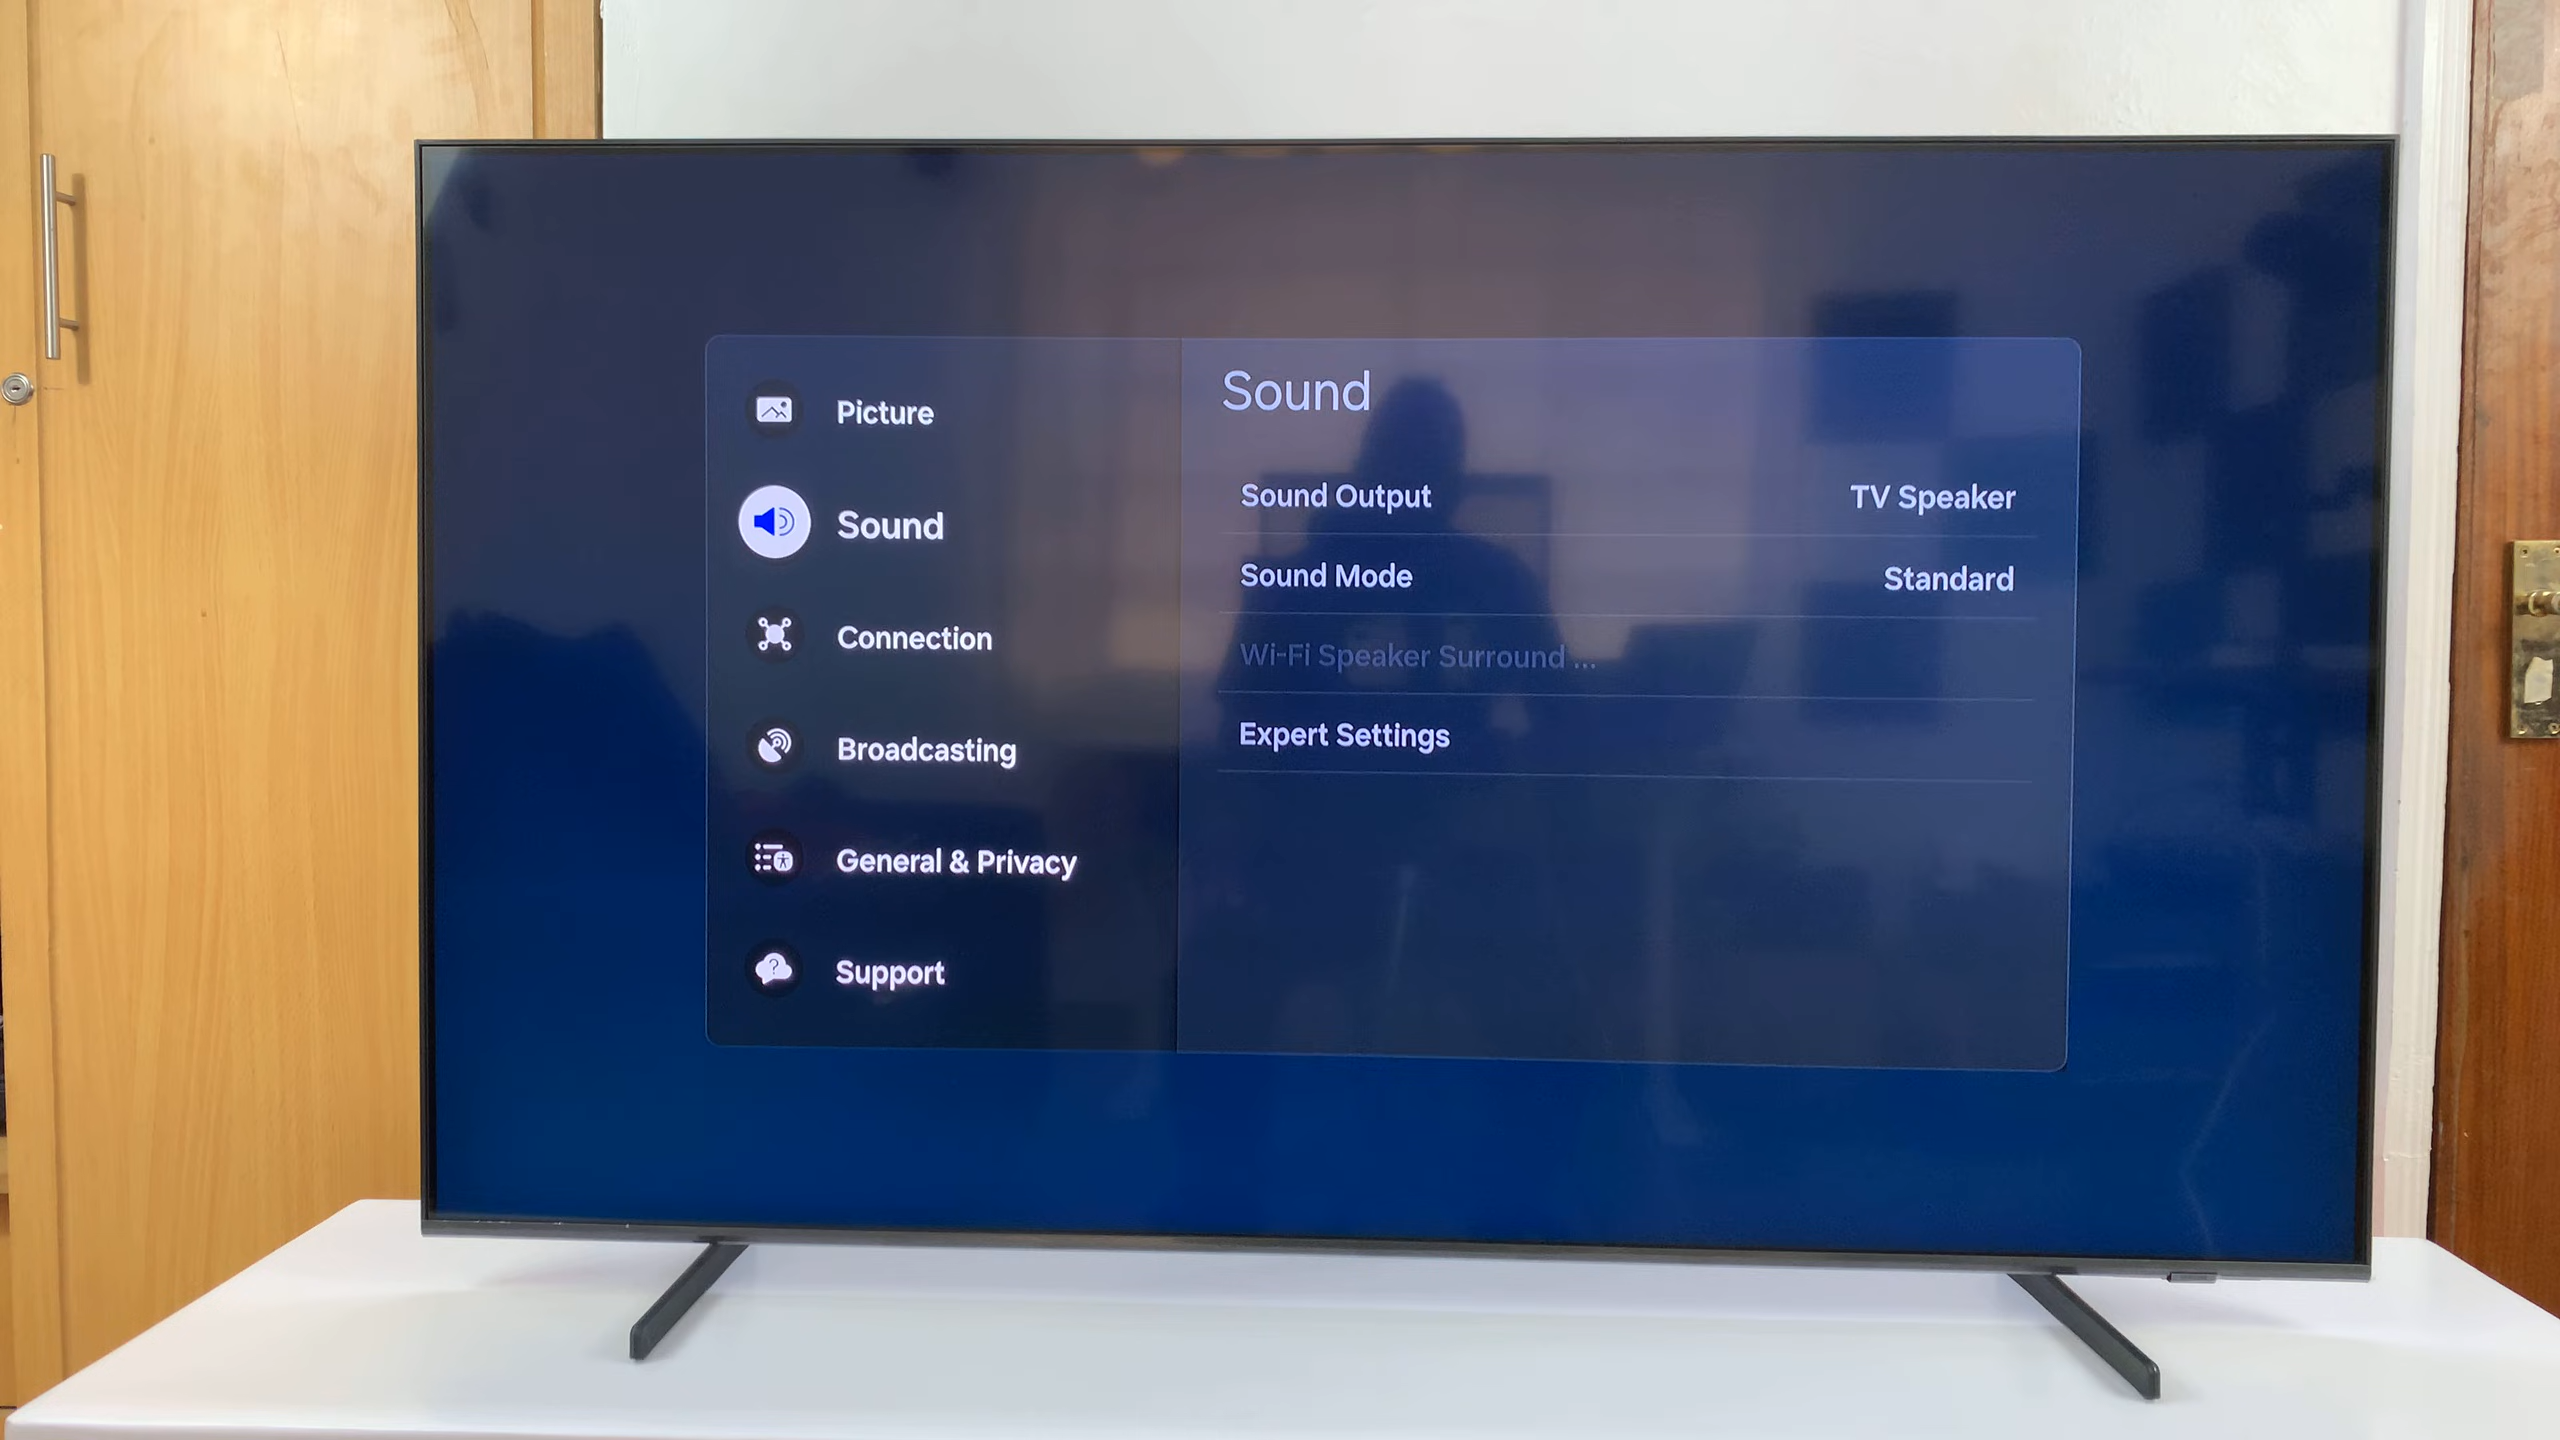 Picture
Sound
Connection
Broadcasting
General & Privacy
Support
Sound
Sound Output TV Speaker
Sound Mode Standard
Wi-Fi Speaker Surround ...
Expert Settings